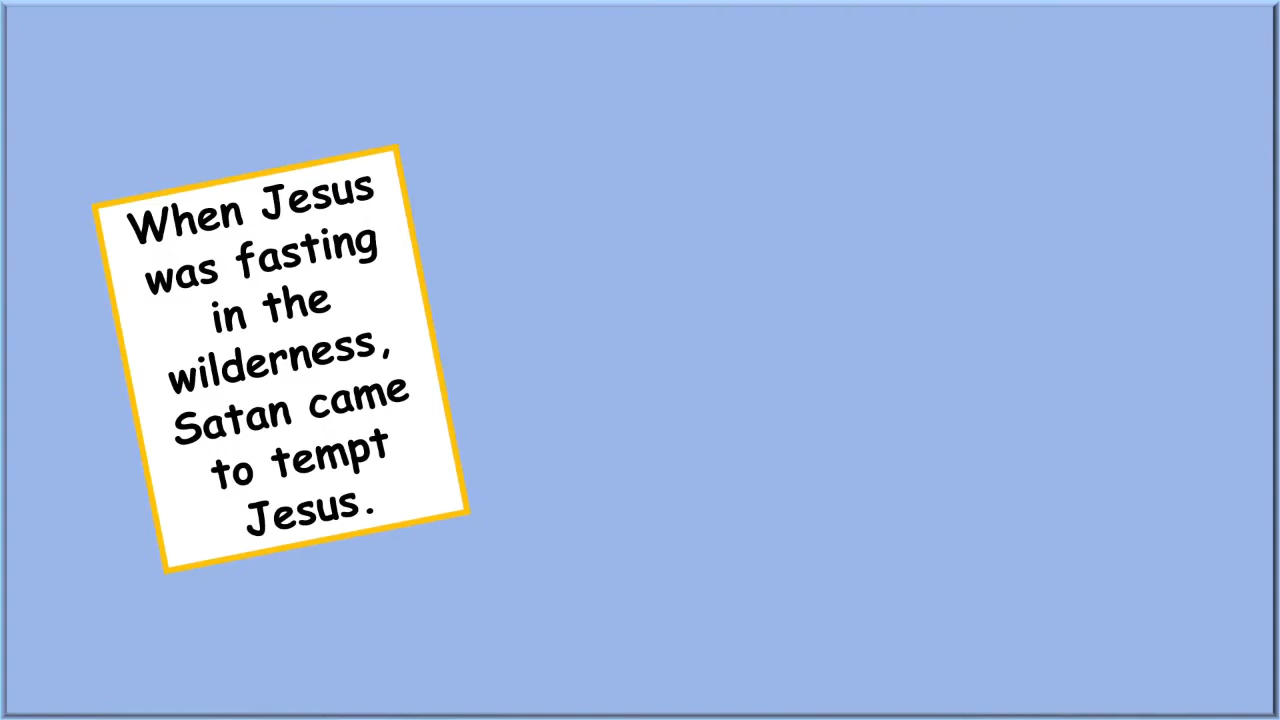 When Jesus
was fasting
in the
wilderness,
Satan came
to tempt
Jesus.